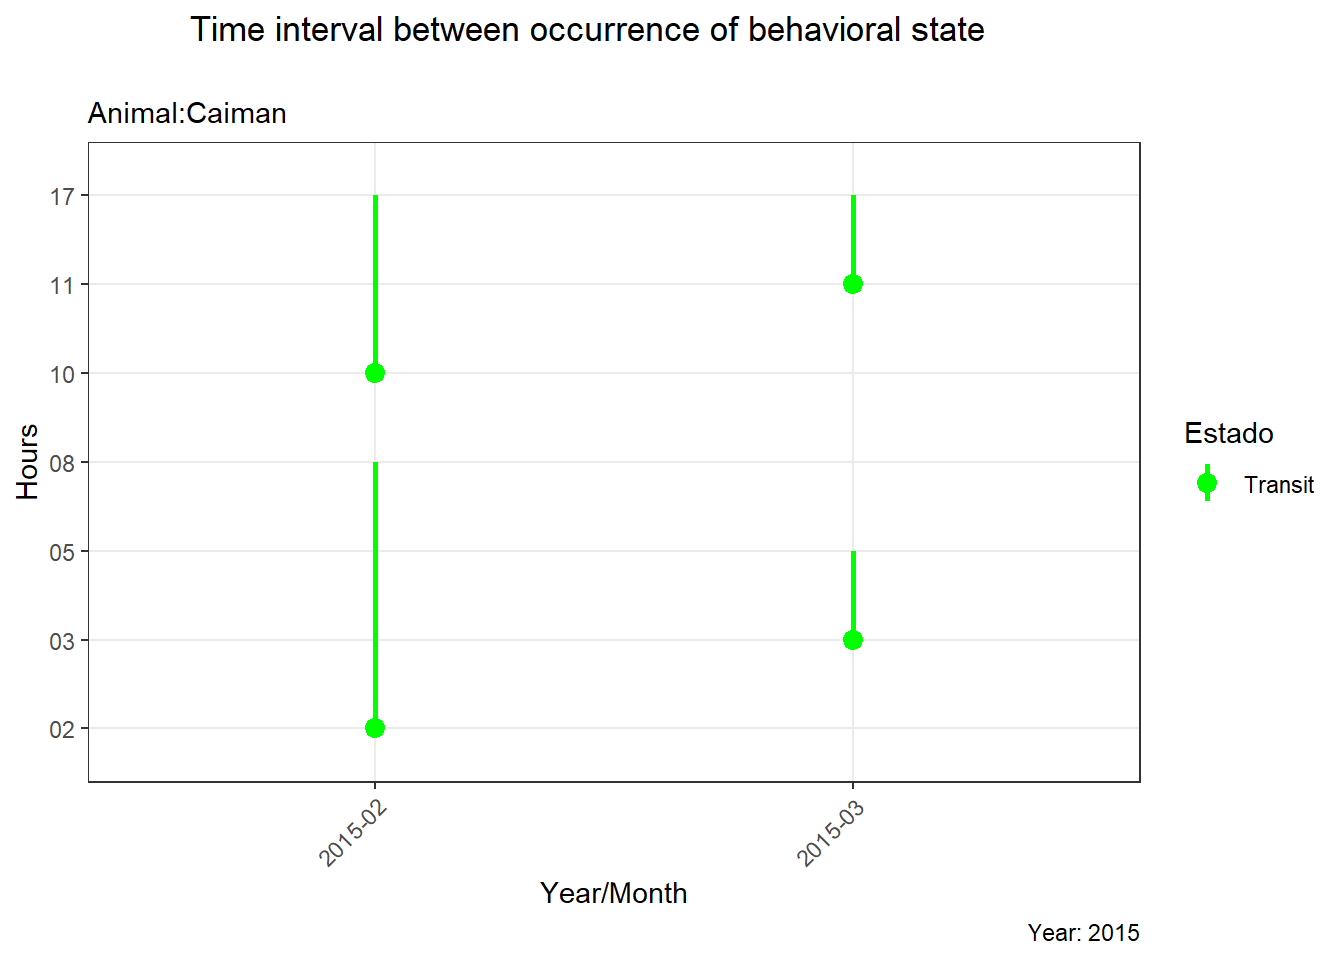 Time interval between occurrence of behavioral state
Animal:Caiman
17
11
10
08
05
03
02
Hours
2015-02
2015-03
Year/Month
Estado
Transit
Year: 2015